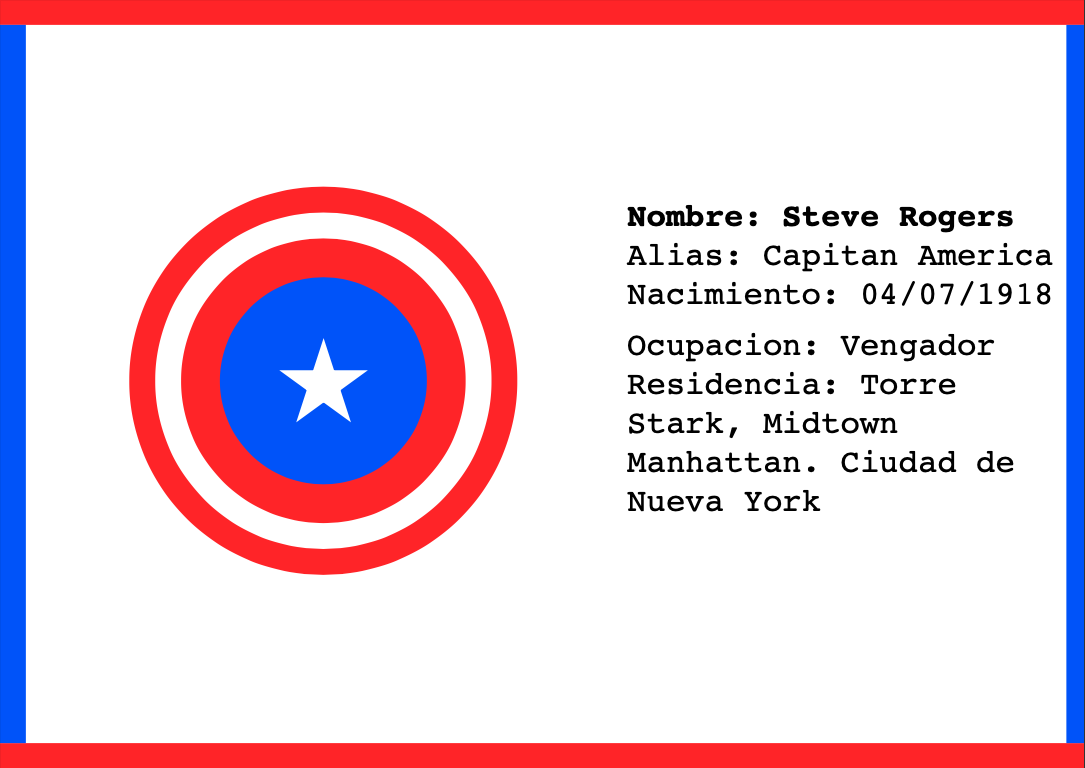 Nombre: Steve Rogers
Alias: Capitan America
Nacimiento: 04/07/1918
Ocupacion: Vengador
Residencia: Torre
Stark, Midtown
Manhattan. Ciudad de
Nueva York